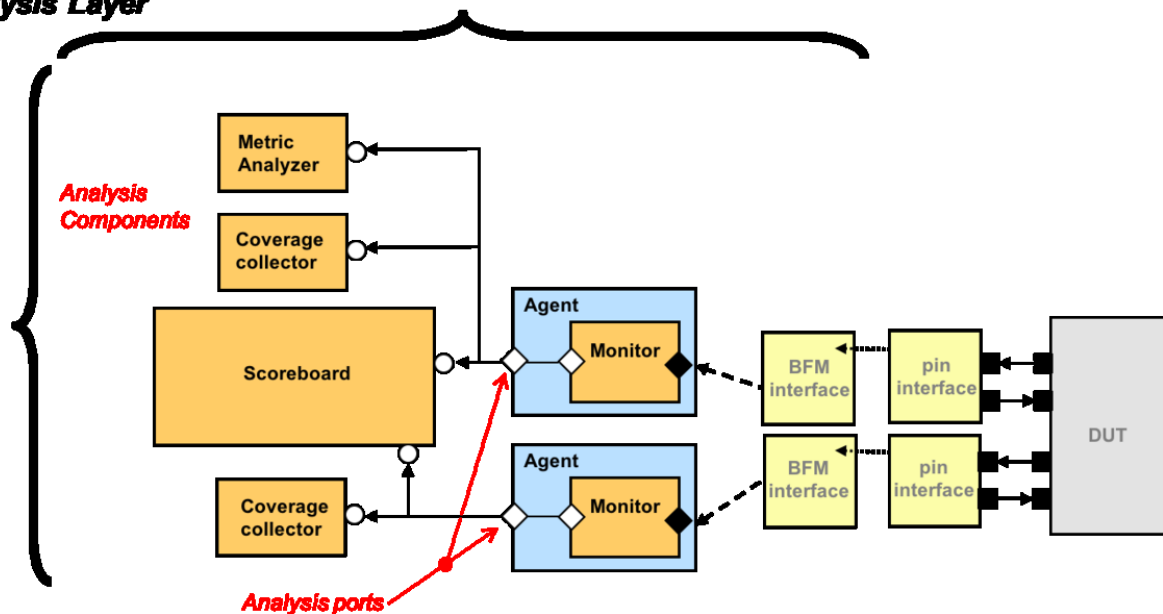 ysis Layer
Metric
Analyzer
Analysis
Components
Coverage
collector
Agent
Monitor
Scoreboard
BFM
interface
pin
interface
DUT
Agent
Monitor
BFM
interface
pin
interface
Coverage
collector
Analysis ports